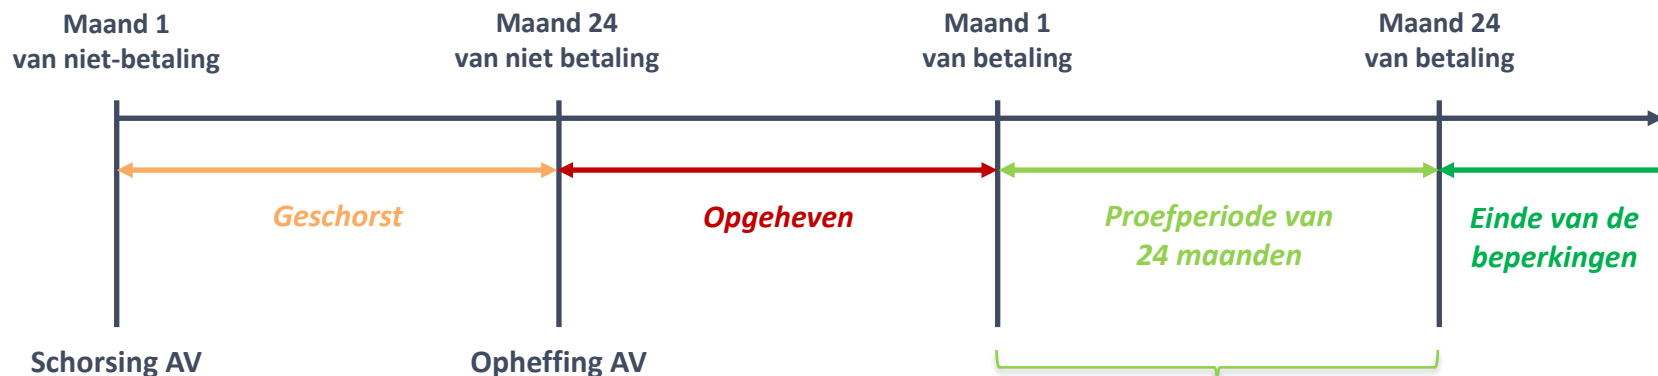 Maand 1
van niet-betaling
Maand 24
van niet betaling
Maand 1
van betaling
Maand 24
van betaling
Geschorst
Opgeheven
Proefperiode van
24 maanden
Einde van de
beperkingen
Schorsing AV
Opheffing AV